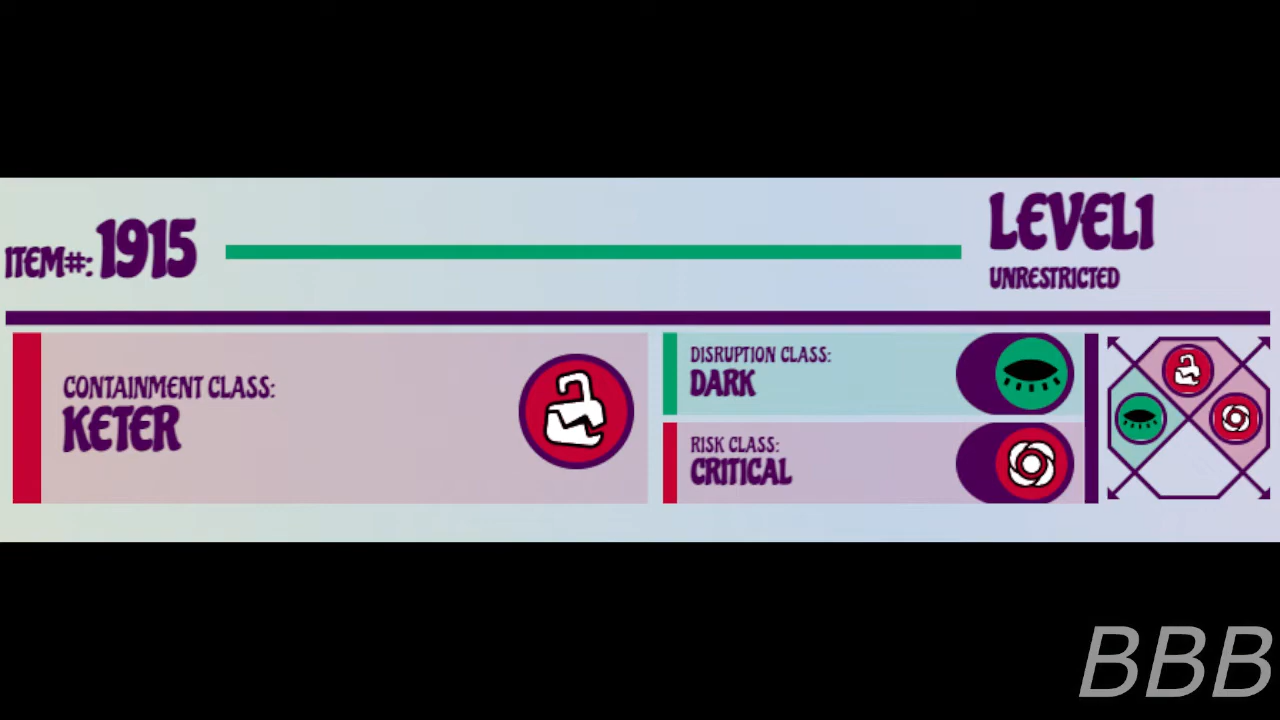 ITEM#: 1915
LEVEL1
UNRESTRICTED
CONTAINMENT CLASS:
KETER
DISRUPTION CLASS:
DARK
RISK CLASS:
CRITICAL
BBB